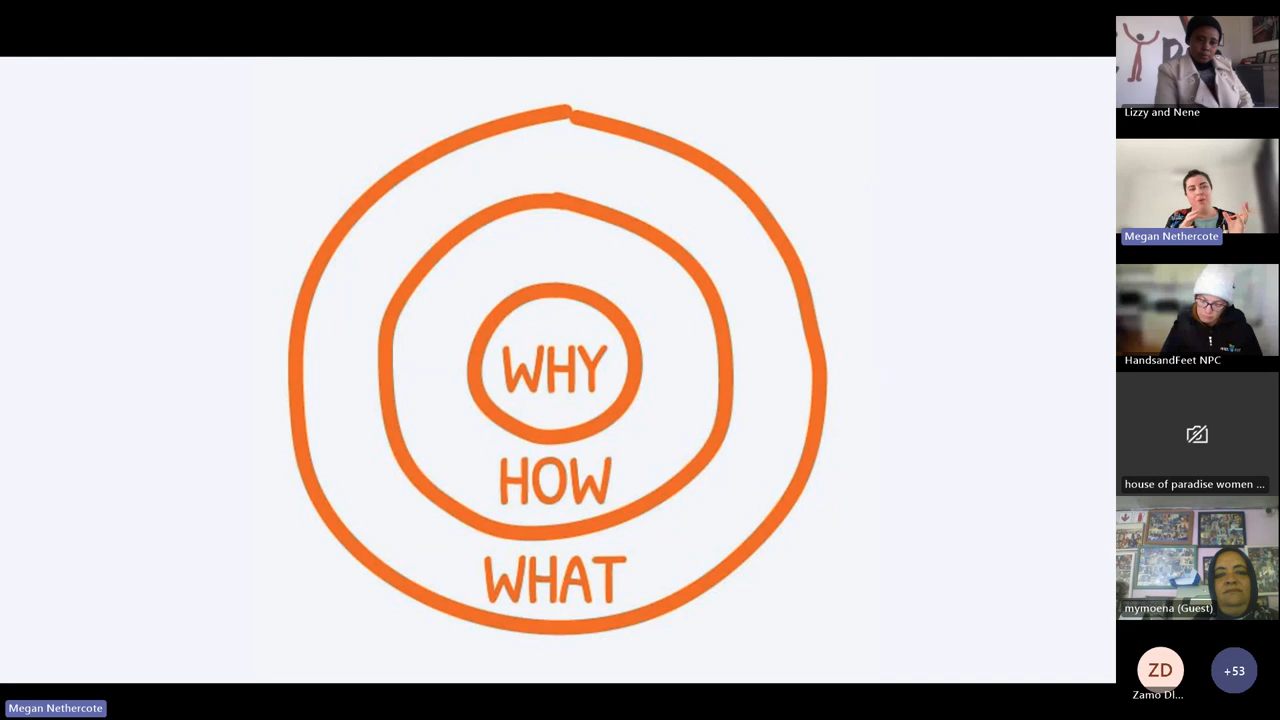 WHY
HOW
WHAT
Lizzy and Nene
Megan Nethercote
HandsandFeet NPC
house of paradise women ...
mymoena (Guest)
ZD
+53
Zamo Dl...
Megan Nethercote